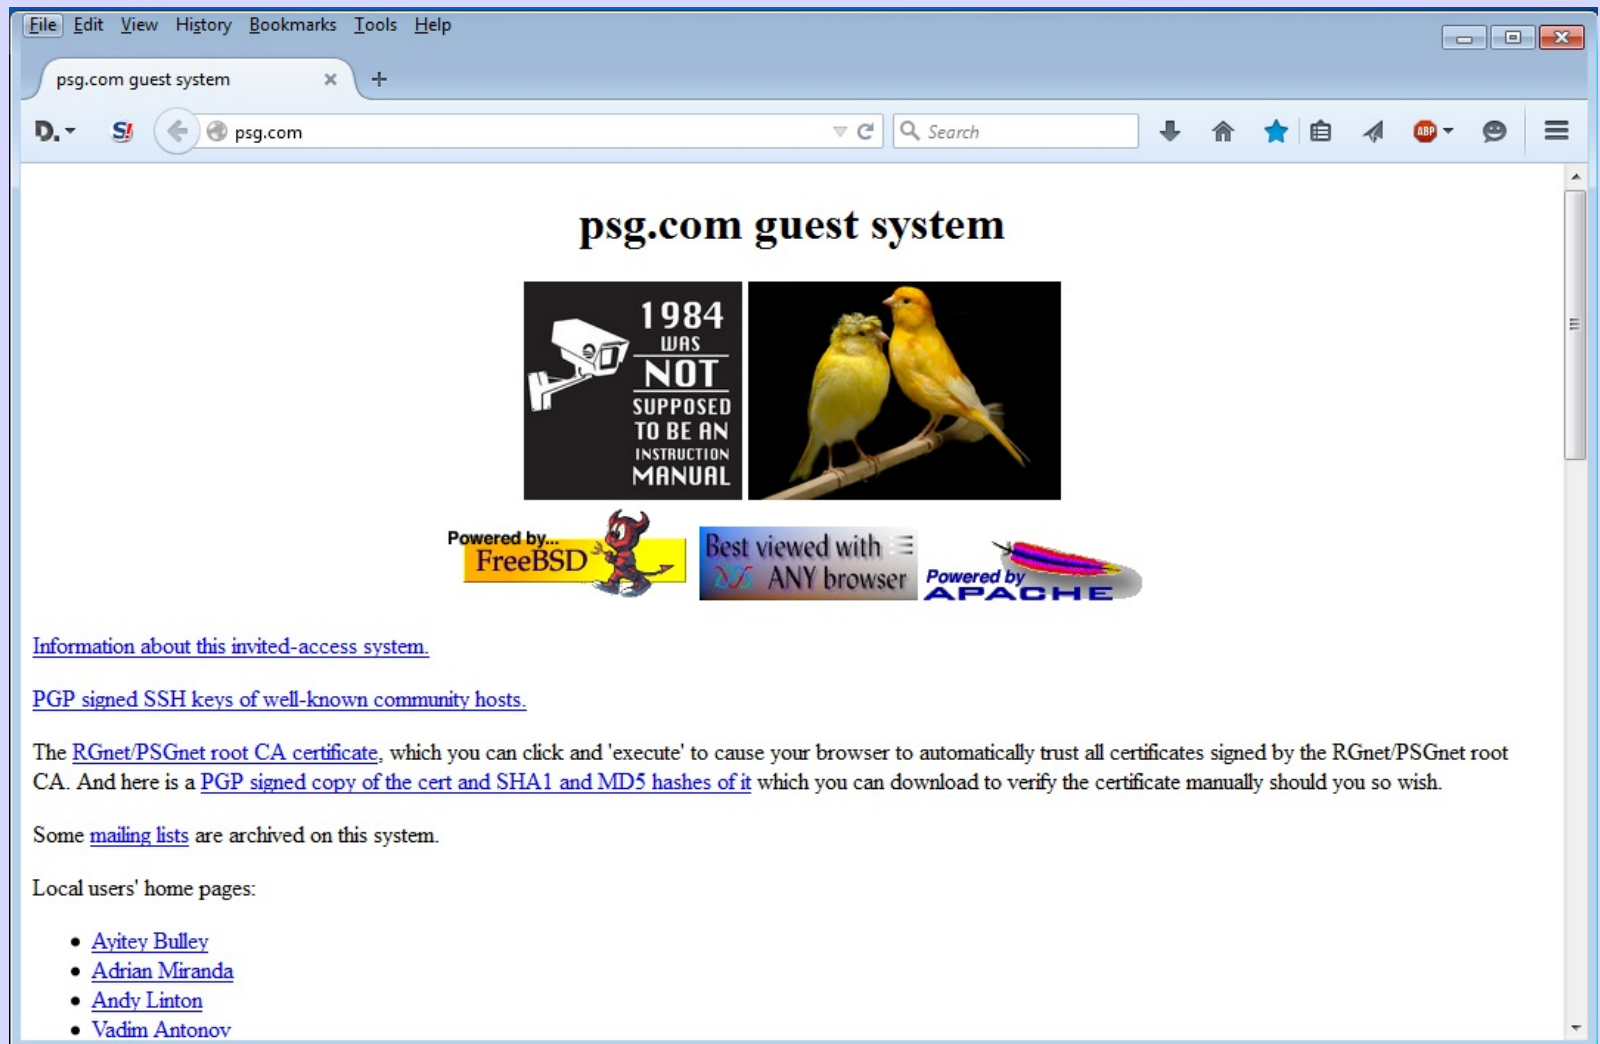 File Edit View History Bookmarks Tools Help
psg.com guest system
D.
S!
psg.com
Search
ABP
psg.com guest system
1984
WAS
NOT
SUPPOSED
TO BE AN
INSTRUCTION
MANUAL
Powered by...
FreeBSD
Best viewed with
ANY browser
Powered by
APACHE
Information about this invited-access system.
PGP signed SSH keys of well-known community hosts.
The RGnet/PSGnet root CA certificate, which you can click and 'execute' to cause your browser to automatically trust all certificates signed by the RGnet/PSGnet root
CA. And here is a PGP signed copy of the cert and SHA1 and MD5 hashes of it which you can download to verify the certificate manually should you so wish.
Some mailing lists are archived on this system.
Local users' home pages:
• Ayitey Bulley
• Adrian Miranda
• Andy Linton
• Vadim Antonov